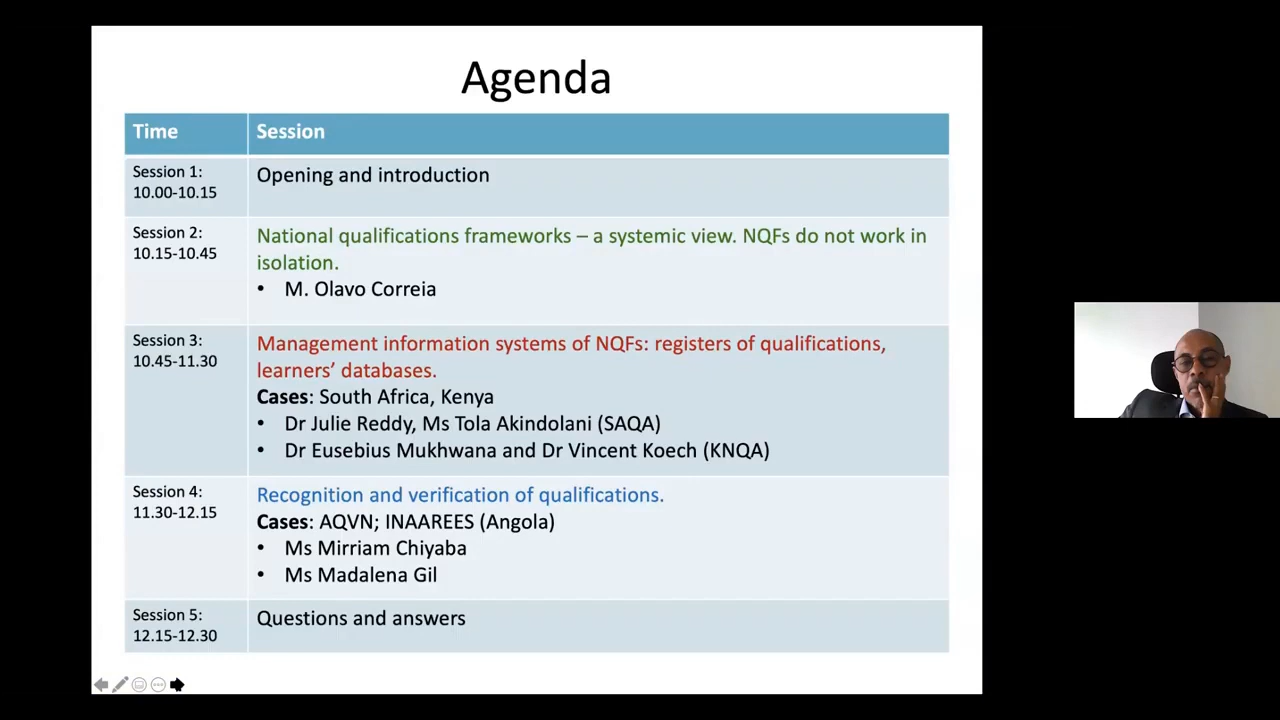 Agenda
Time
Session
Session 1:
10.00-10.15
Opening and introduction
Session 2:
10.15-10.45
National qualifications frameworks – a systemic view. NQFs do not work in
isolation.
• M. Olavo Correia
Session 3:
10.45-11.30
Management information systems of NQFs: registers of qualifications,
learners’ databases.
Cases: South Africa, Kenya
• Dr Julie Reddy, Ms Tola Akindolani (SAQA)
• Dr Eusebius Mukhwana and Dr Vincent Koech (KNQA)
Session 4:
11.30-12.15
Recognition and verification of qualifications.
Cases: AQVN; INAAREES (Angola)
• Ms Mirriam Chiyaba
• Ms Madalena Gil
Session 5:
12.15-12.30
Questions and answers